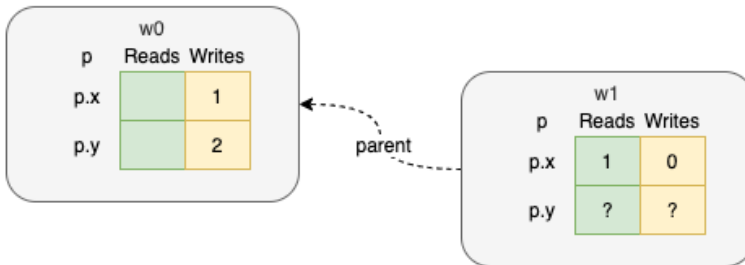 w0
p Reads Writes
p.x 1
p.y 2
parent
w1
p Reads Writes
p.x 1 0
p.y ? ?